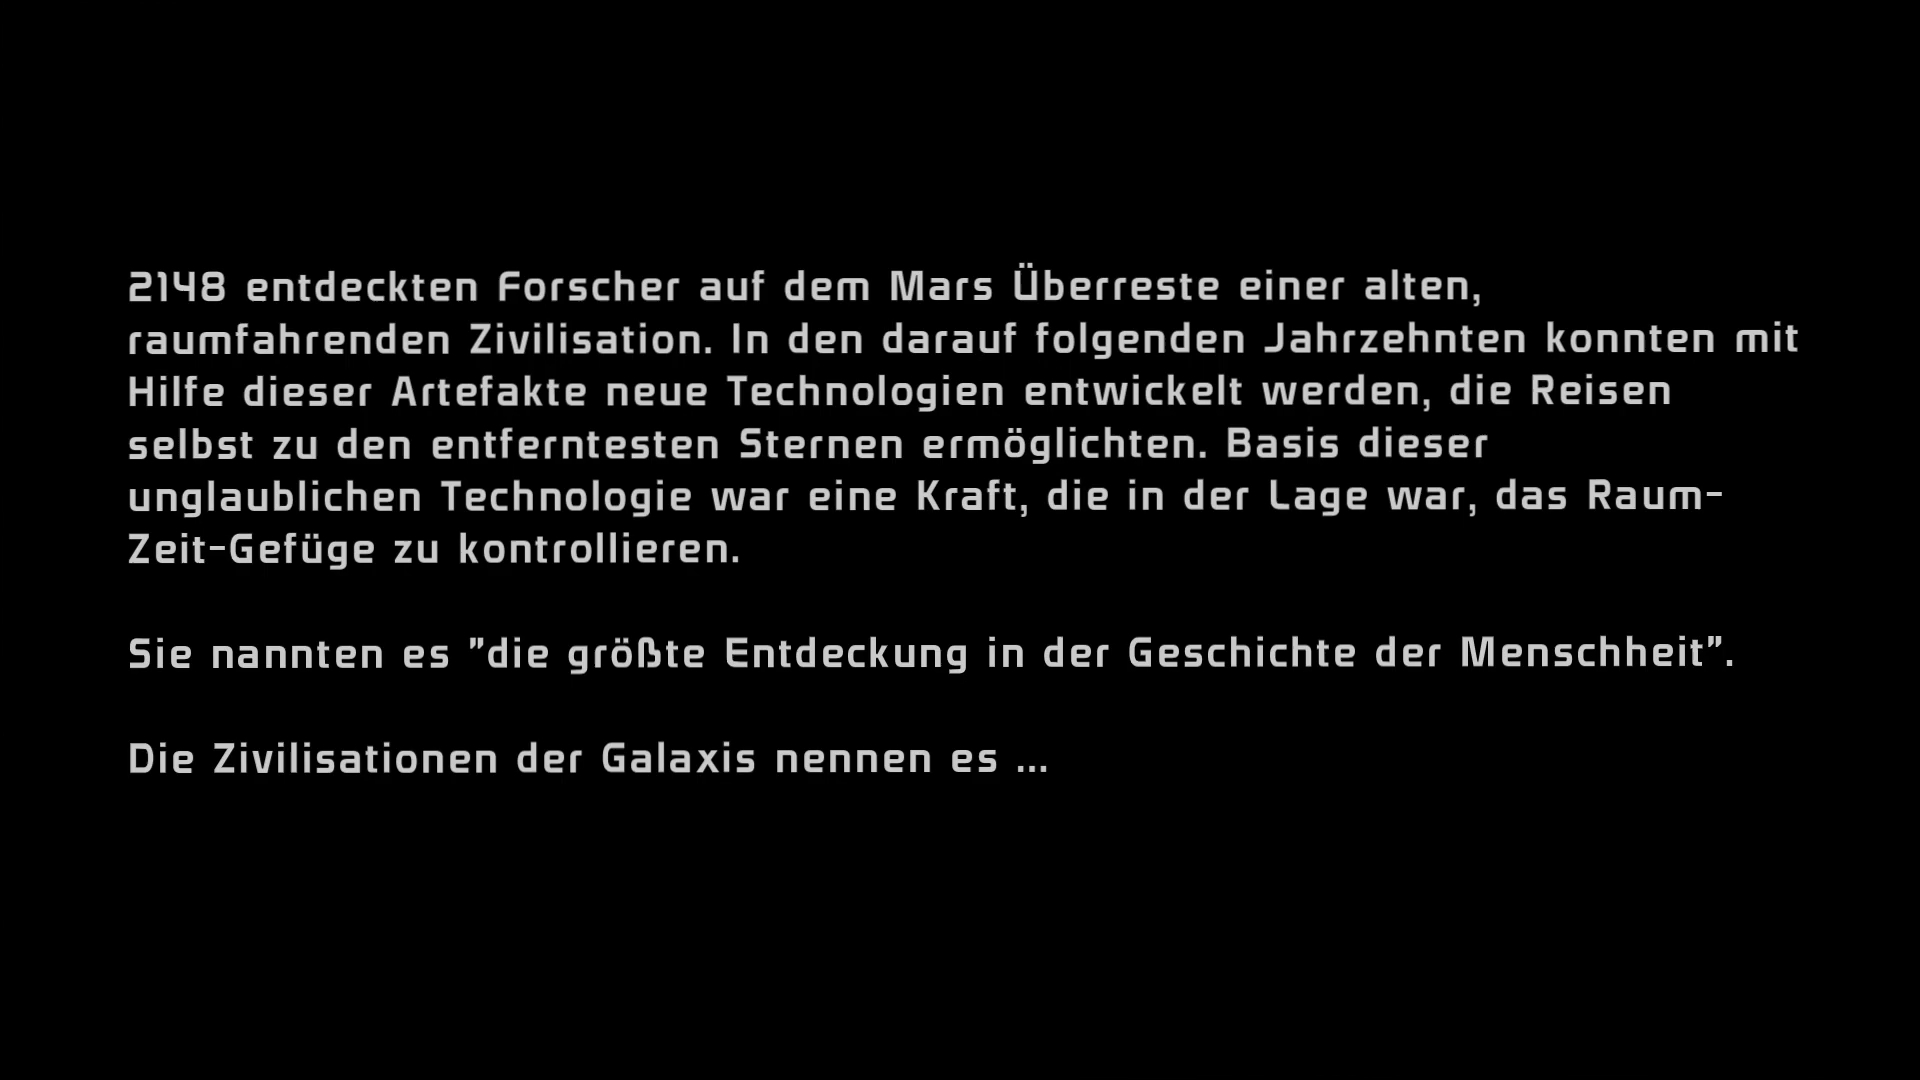 2148 entdeckten Forscher auf dem Mars Überreste einer alten,
raumfahrenden Zivilisation. In den darauf folgenden Jahrzehnten konnten mit
Hilfe dieser Artefakte neue Technologien entwickelt werden, die Reisen
selbst zu den entferntesten Sternen ermöglichten. Basis dieser
unglaublichen Technologie war eine Kraft, die in der Lage war, das Raum-
Zeit-Gefüge zu kontrollieren.
Sie nannten es "die größte Entdeckung in der Geschichte der Menschheit".
Die Zivilisationen der Galaxis nennen es ...